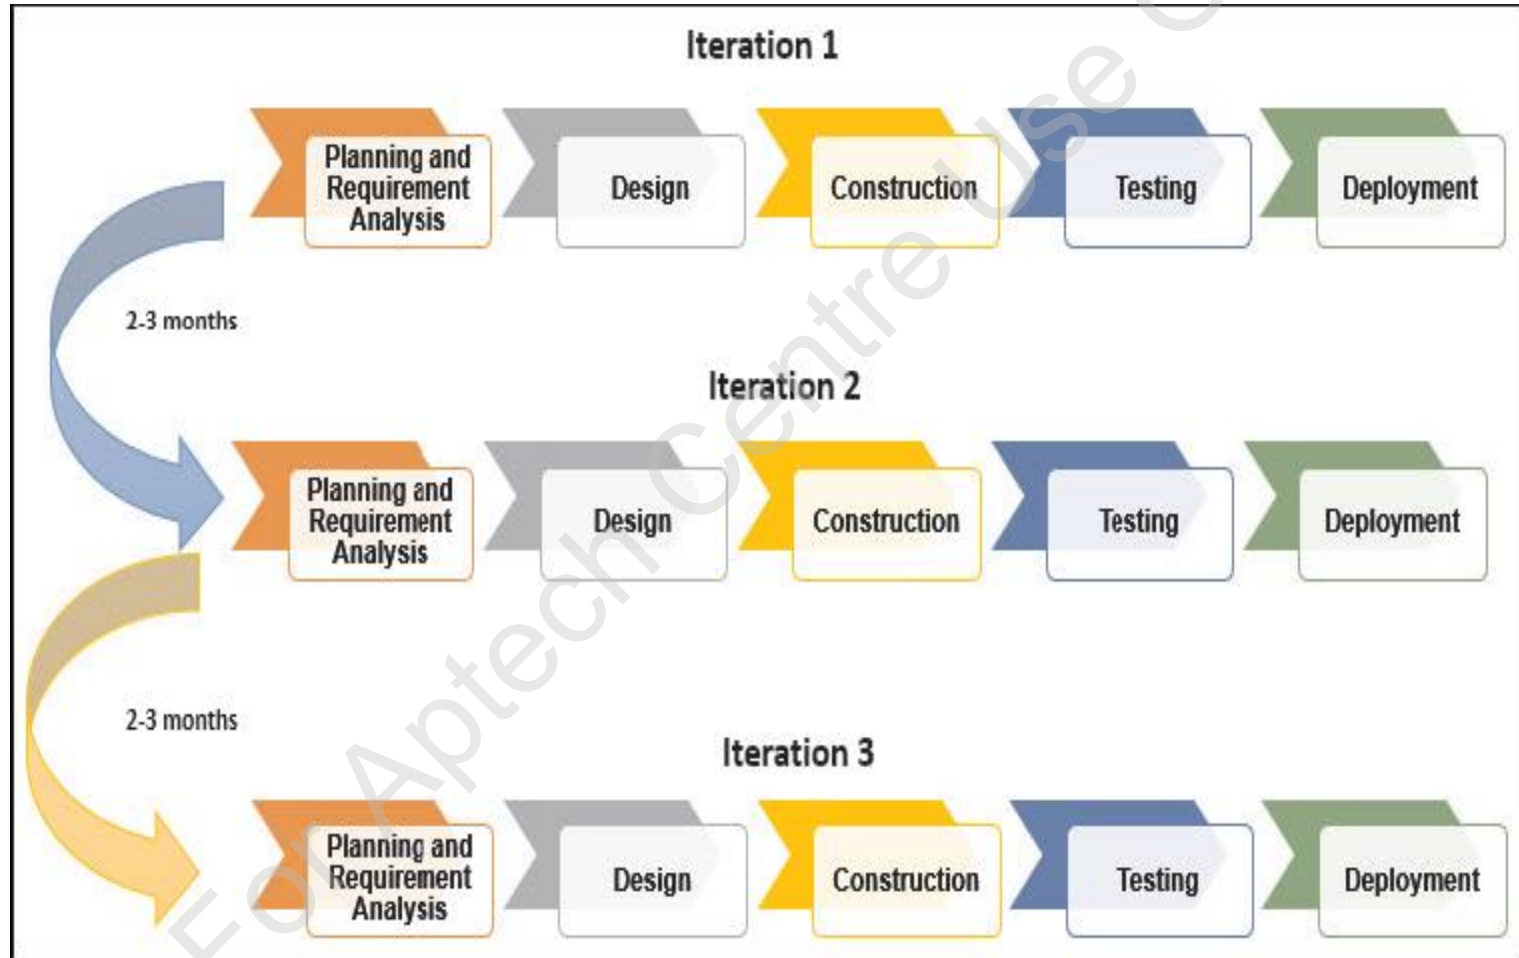 Iteration 1
Planning and
Requirement
Analysis
Design
Construction
Testing
Deployment
2-3 months
Iteration 2
Planning and
Requirement
Analysis
Design
Construction
Testing
Deployment
2-3 months
Iteration 3
Planning and
Requirement
Analysis
Design
Construction
Testing
Deployment
For Aptech Centre Use